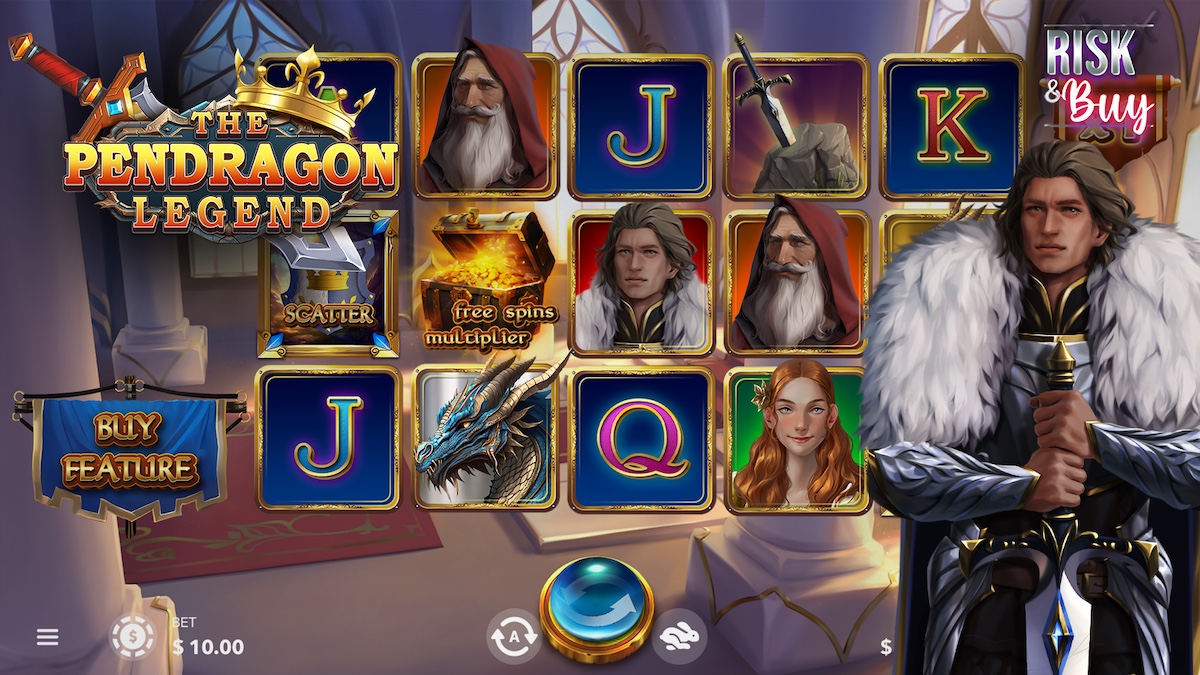 THE
PENDRAGON
LEGEND
RISK
& Buy
J
K
SCATTER
free spins
multiplier
BUY
FEATURE
J
Q
BET
$ 10.00
A
$
$